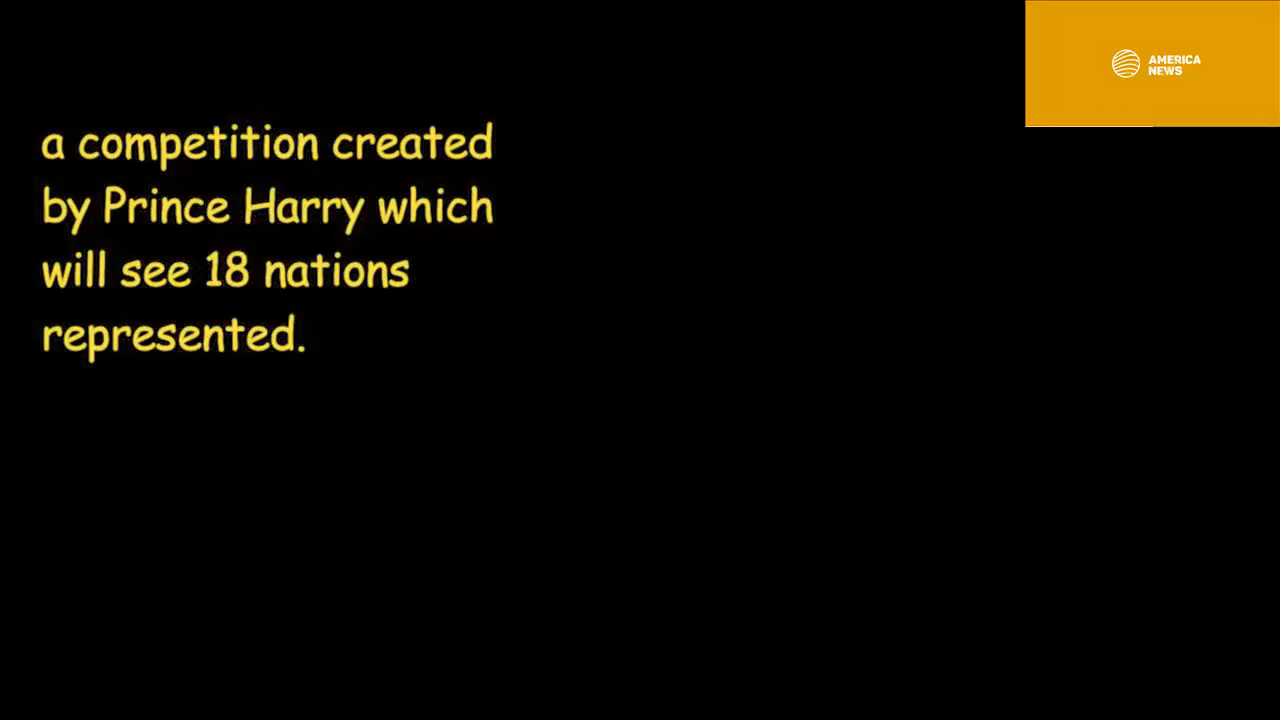 a competition created
by Prince Harry which
will see 18 nations
represented.
AMERICA
NEWS